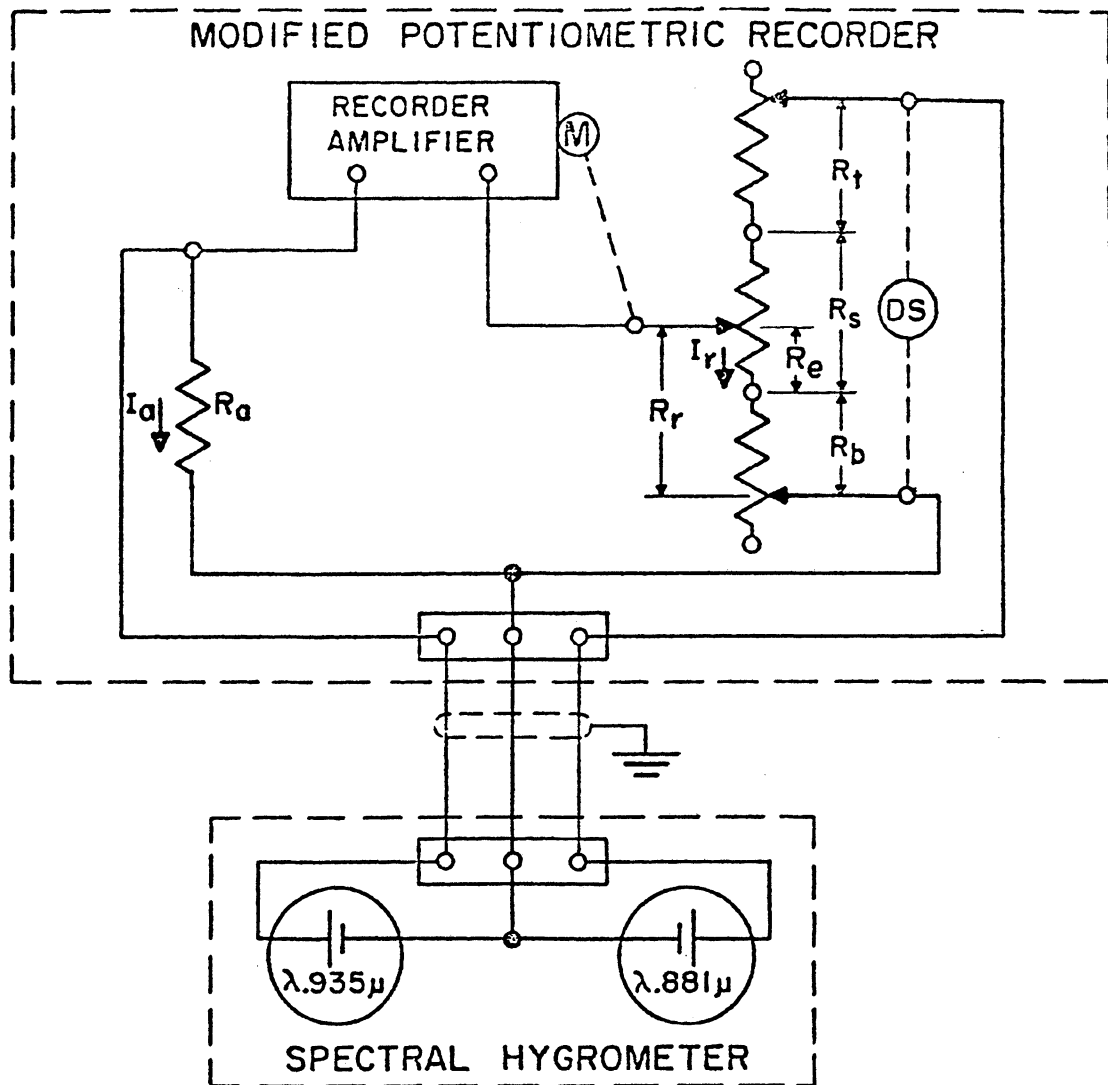 MODIFIED POTENTIOMETRIC RECORDER
RECORDER
AMPLIFIER
M
Rt
Rs
DS
Ir
Re
Rr
Rb
Ia
Ra
λ.935μ
λ.881μ
SPECTRAL HYGROMETER